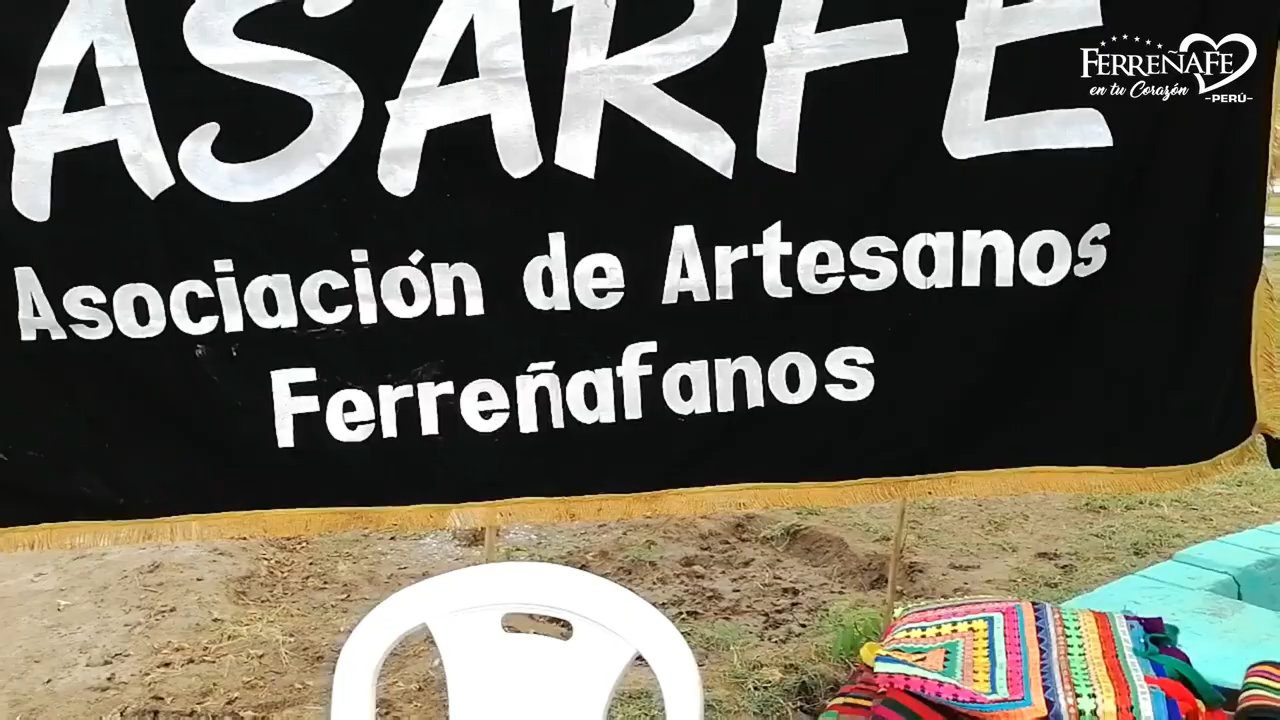 ASARFE
Asociación de Artesanos
Ferreñafanos
FERREÑAFE
en tu Corazón
-PERÚ-